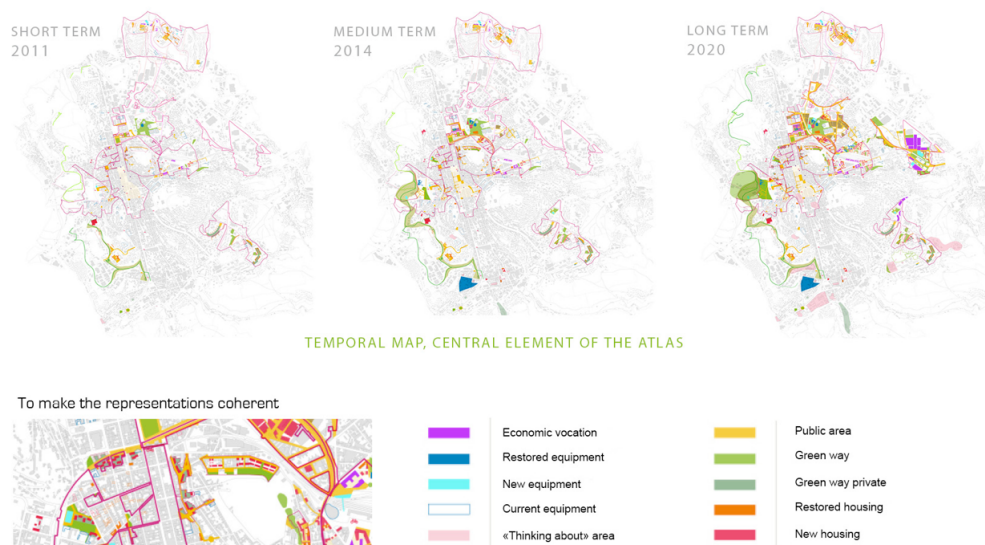 SHORT TERM
2011
MEDIUM TERM
2014
LONG TERM
2020
TEMPORAL MAP, CENTRAL ELEMENT OF THE ATLAS
To make the representations coherent
Economic vocation
Restored equipment
New equipment
Current equipment
«Thinking about» area
Public area
Green way
Green way private
Restored housing
New housing